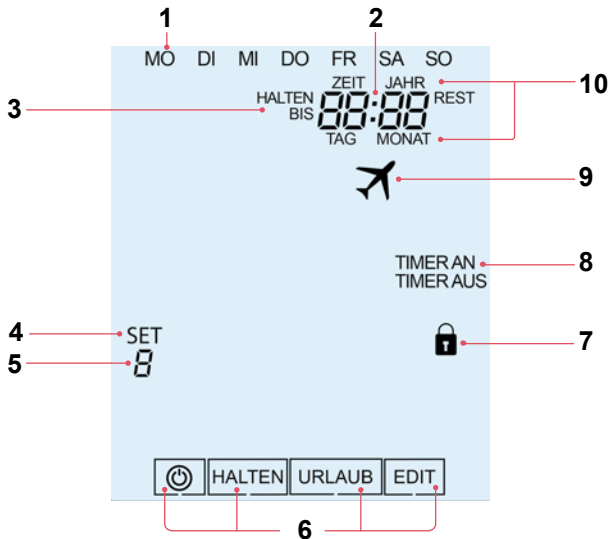 1 2
MO DI MI DO FR SA SO
ZEIT JAHR 10
3 HALTEN 88:88 REST
BIS
TAG MONAT
9
TIMER AN 8
TIMER AUS
4 SET 7
5 8
HALTEN URLAUB EDIT
6